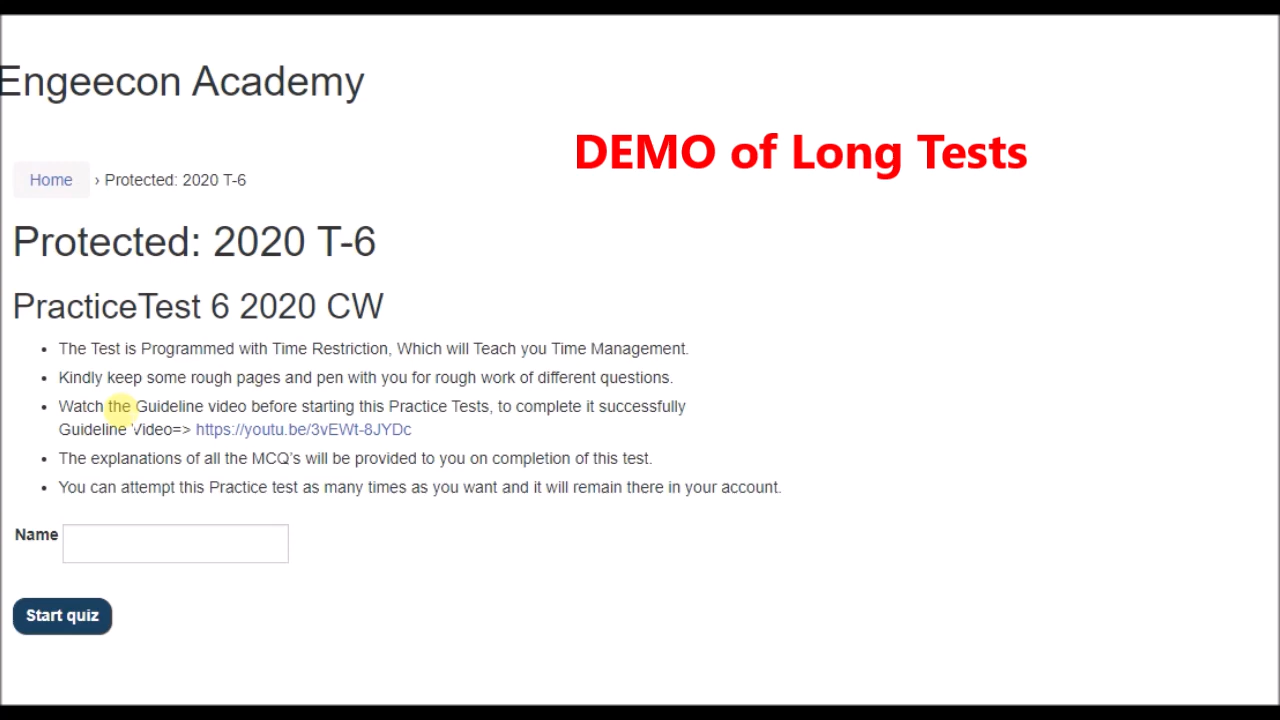 Engeecon Academy
DEMO of Long Tests
Home › Protected: 2020 T-6
Protected: 2020 T-6
PracticeTest 6 2020 CW
• The Test is Programmed with Time Restriction, Which will Teach you Time Management.
• Kindly keep some rough pages and pen with you for rough work of different questions.
• Watch the Guideline video before starting this Practice Tests, to complete it successfully
Guideline Video=> https://youtu.be/3vEWt-8JYDc
• The explanations of all the MCQ's will be provided to you on completion of this test.
• You can attempt this Practice test as many times as you want and it will remain there in your account.
Name
Start quiz